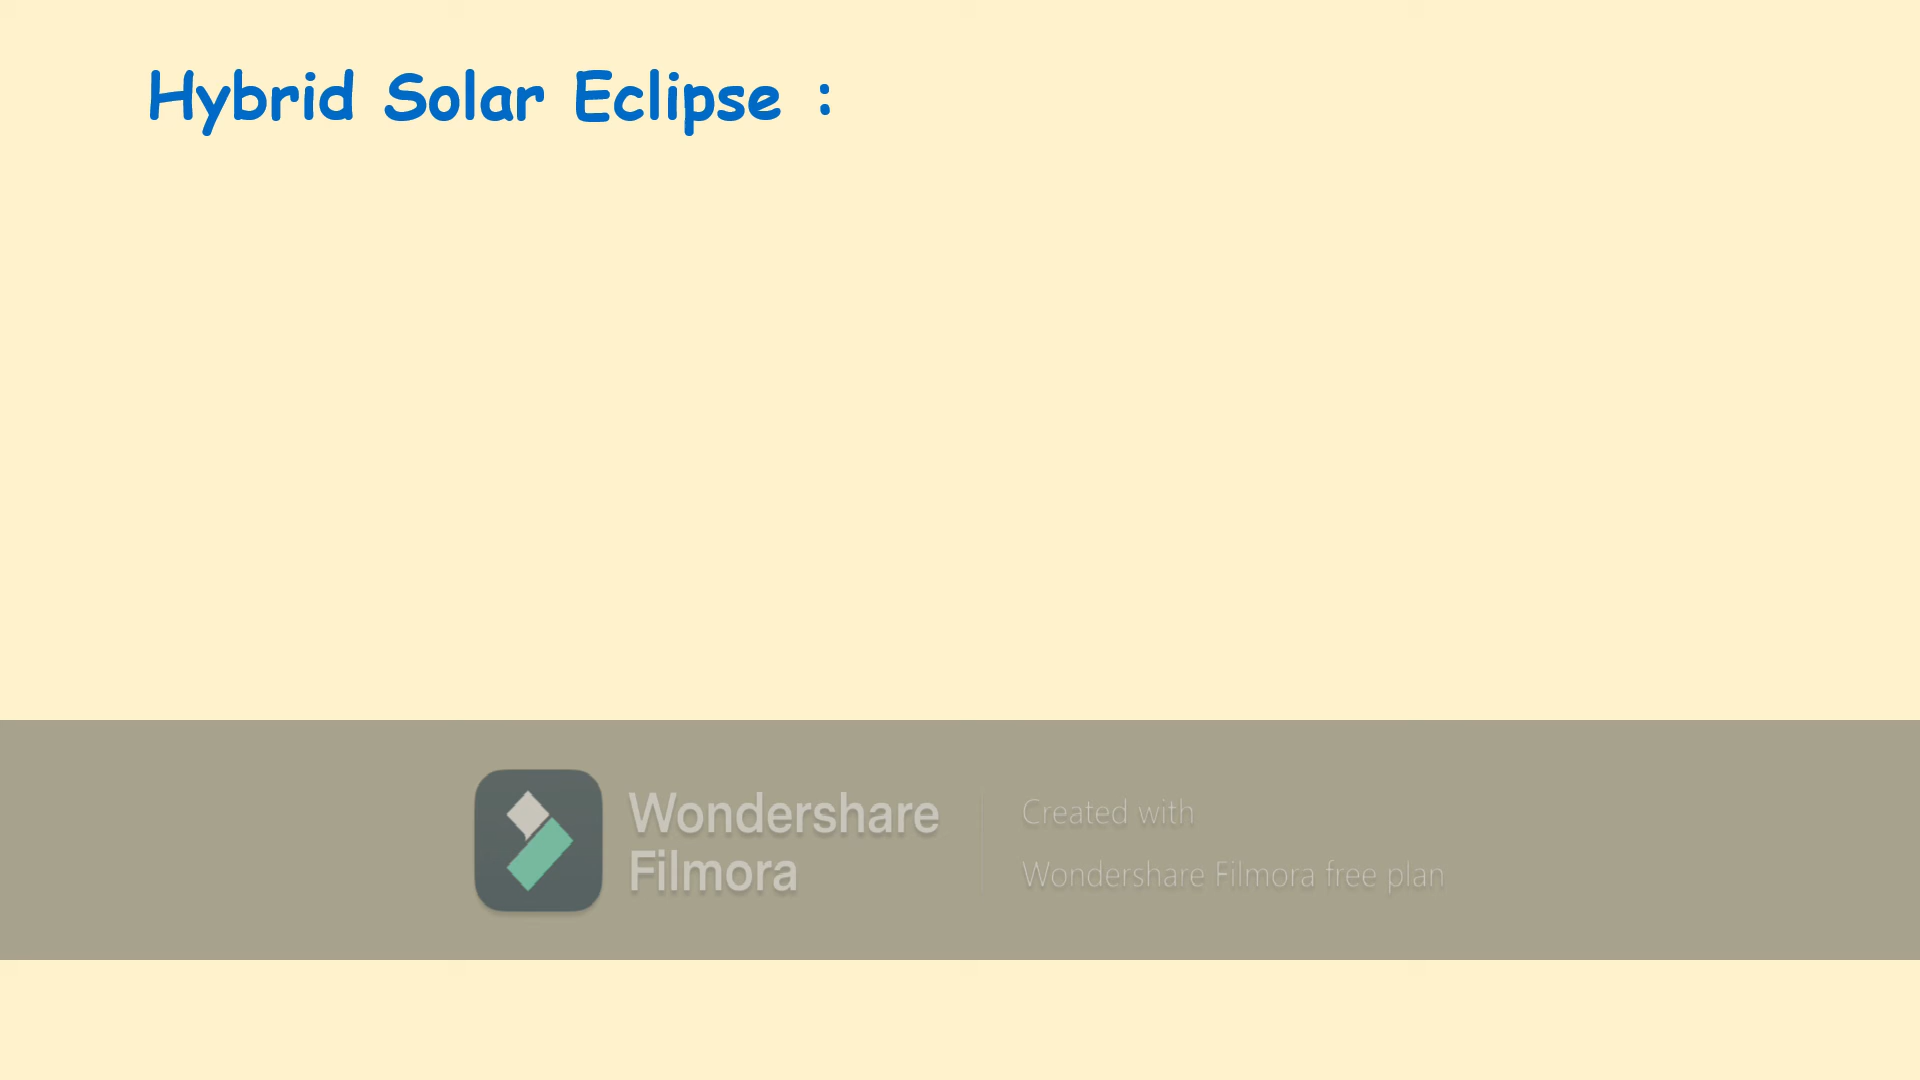 Hybrid Solar Eclipse :
Wondershare
Filmora
Created with
Wondershare Filmora free plan